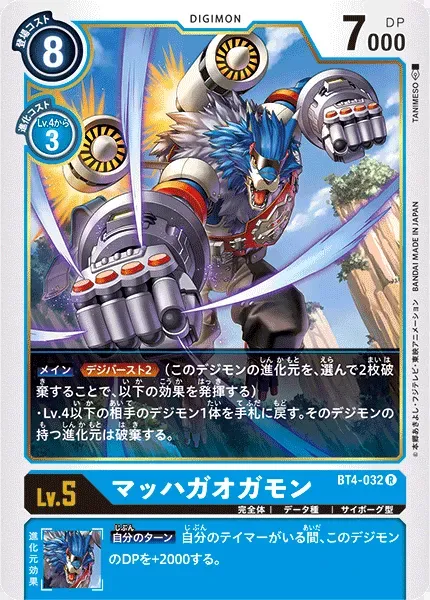 登場コスト
8
DIGIMON
7000
DP
進化コスト
Lv.4から
3
TANIMESO
BANDAI MADE IN JAPAN
©本郷あきよし・フジテレビ・東映アニメーション
メイン デジバースト2 (このデジモンの進化元を、選んで2枚破
棄することで、以下の効果を発揮する)
・Lv.4以下の相手のデジモン1体を手札に戻す。そのデジモンの
持つ進化元は破棄する。
BT4-032 R
Lv.5
マッハガオガモン
完全体 データ種 サイボーグ型
進化元効果
自分のターン 自分のテイマーがいる間、このデジモン
のDPを+2000する。